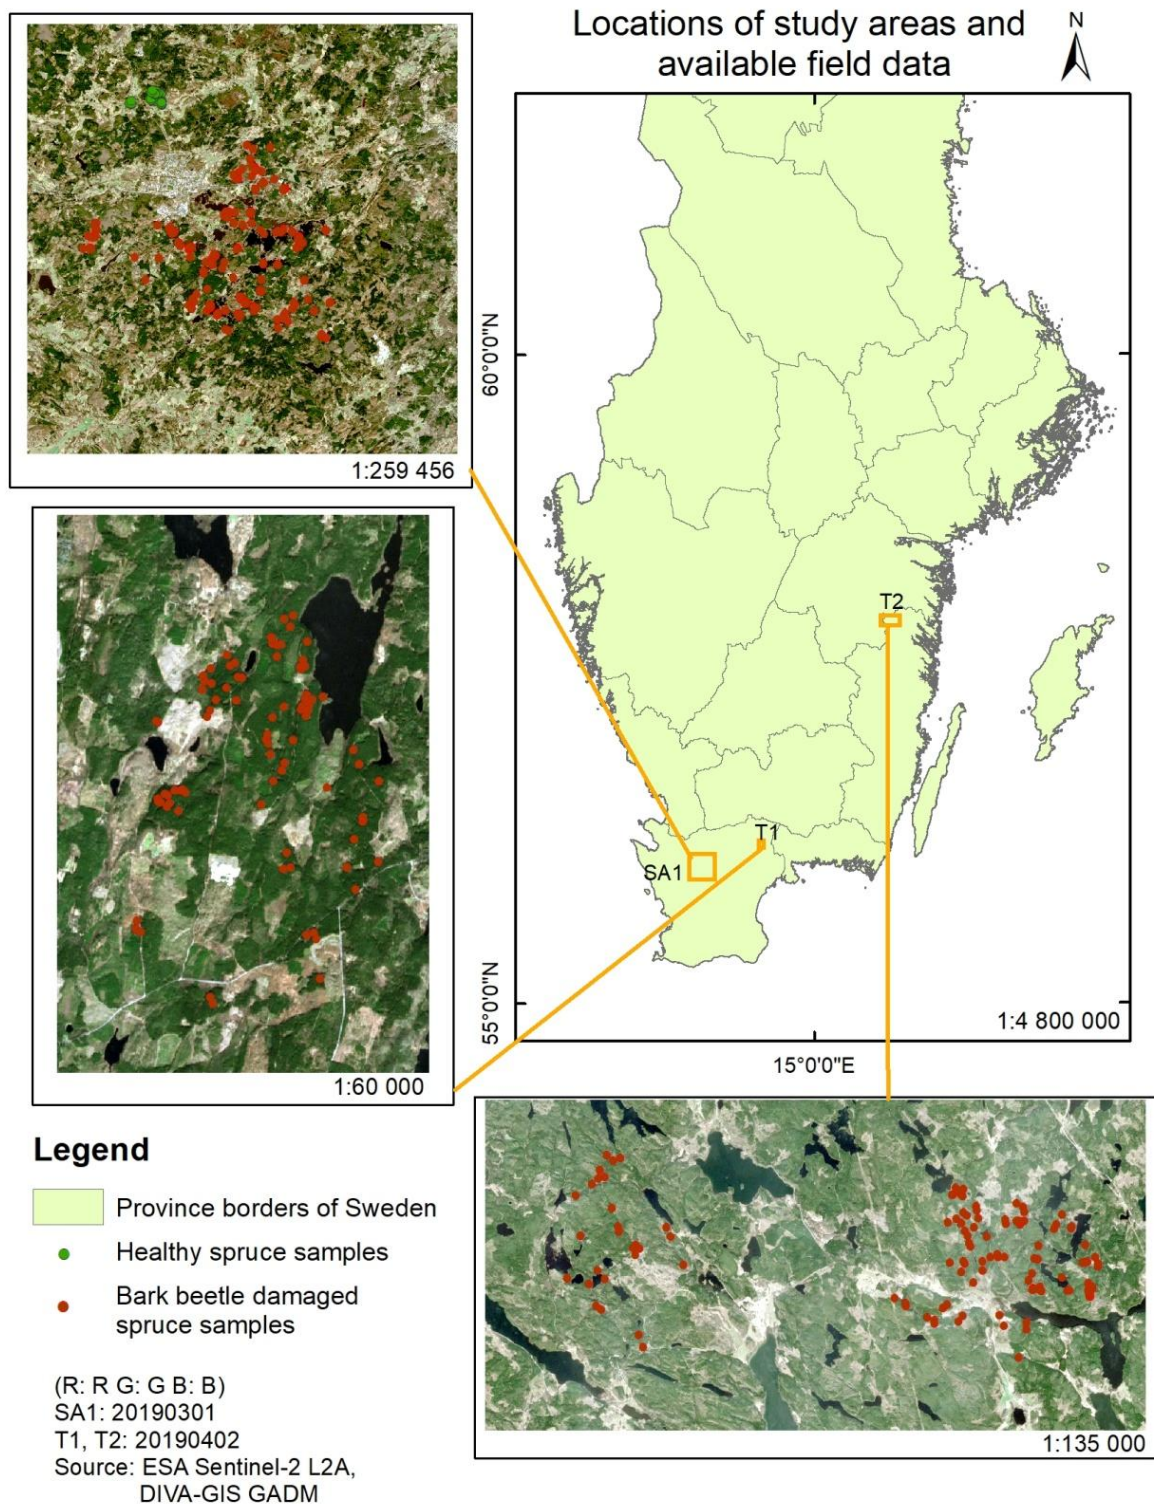 Locations of study areas and
available field data
N
1:259 456
60°0'0"N
T2
T1
SA1
55°0'0"N
1:4 800 000
15°0'0"E
1:60 000
Legend
Province borders of Sweden
Healthy spruce samples
Bark beetle damaged
spruce samples
(R: R G: G B: B)
SA1: 20190301
T1, T2: 20190402
Source: ESA Sentinel-2 L2A,
DIVA-GIS GADM
1:135 000